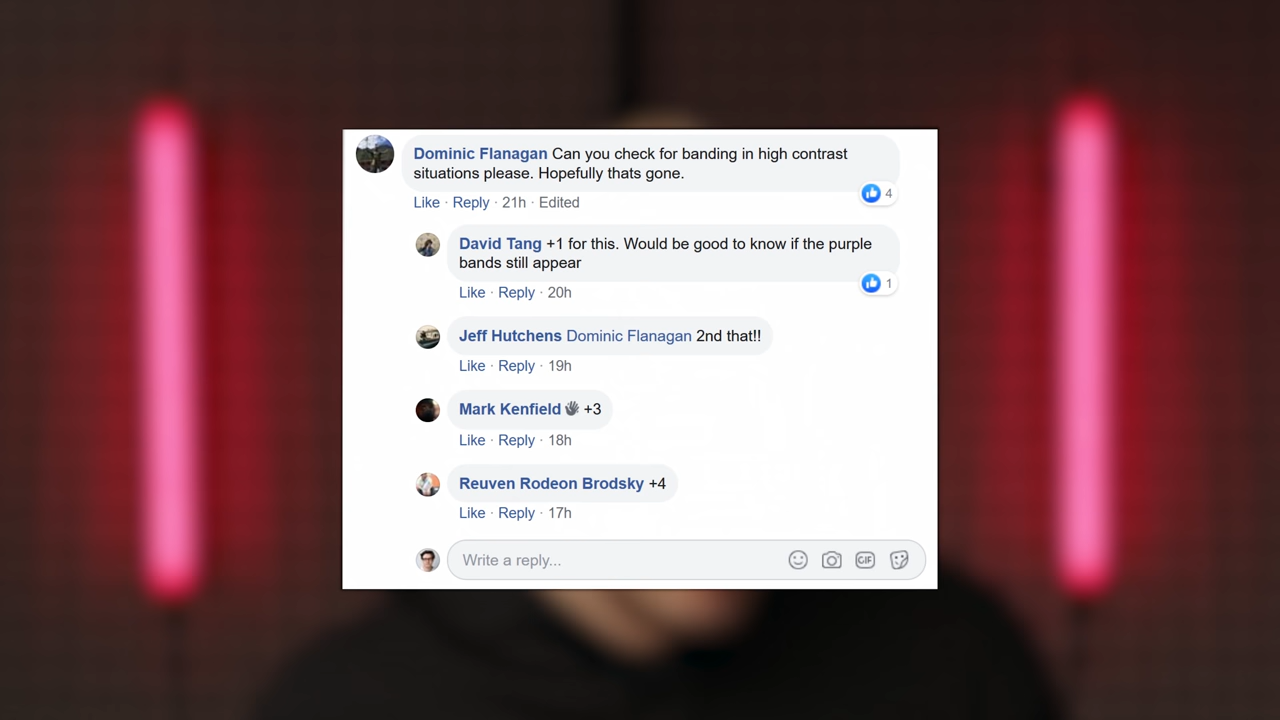 Dominic Flanagan Can you check for banding in high contrast
situations please. Hopefully thats gone.
4
Like · Reply · 21h · Edited
David Tang +1 for this. Would be good to know if the purple
bands still appear
1
Like · Reply · 20h
Jeff Hutchens Dominic Flanagan 2nd that!!
Like · Reply · 19h
Mark Kenfield 👋 +3
Like · Reply · 18h
Reuven Rodeon Brodsky +4
Like · Reply · 17h
Write a reply...
GIF